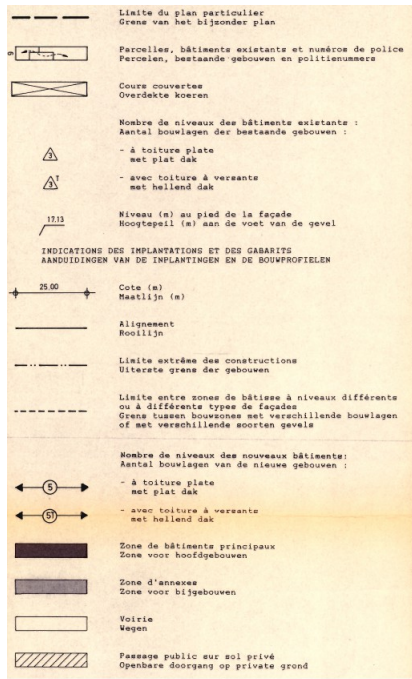 Limite du plan particulier
Grens van het bijzonder plan
9
Parcelles, bâtiments existants et numéros de police
Percelen, bestaande gebouwen en politienummers
Cours couvertes
Overdekte koeren
Nombre de niveaux des bâtiments existants :
Aantal bouwlagen der bestaande gebouwen :
3
- à toiture plate
met plat dak
3T
- avec toiture à versants
met hellend dak
17.13
Niveau (m) au pied de la façade
Hoogtepeil (m) aan de voet van de gevel
INDICATIONS DES IMPLANTATIONS ET DES GABARITS
AANDUIDINGEN VAN DE INPLANTINGEN EN DE BOUWPROFIELEN
25.00
Cote (m)
Maatlijn (m)
Alignement
Rooilijn
Limite extrême des constructions
Uiterste grens der gebouwen
Limite entre zones de bâtisse à niveaux différents
ou à différents types de façades
Grens tussen bouwzones met verschillende bouwlagen
of met verschillende soorten gevels
Nombre de niveaux des nouveaux bâtiments:
Aantal bouwlagen van de nieuwe gebouwen :
5
- à toiture plate
met plat dak
5T
- avec toiture à versants
met hellend dak
Zone de bâtiments principaux
Zone voor hoofdgebouwen
Zone d'annexes
Zone voor bijgebouwen
Voirie
Wegen
Passage public sur sol privé
Openbare doorgang op private grond